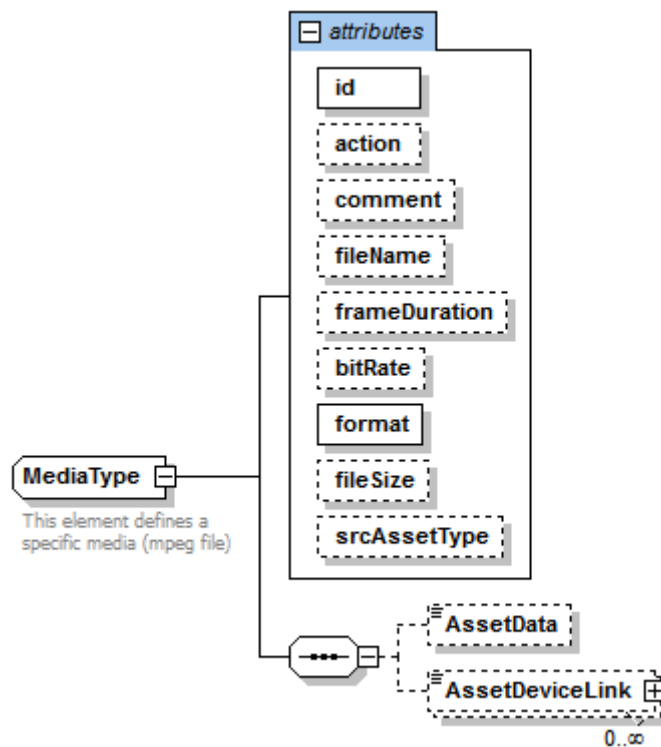 attributes
id
action
comment
fileName
frameDuration
bitRate
format
fileSize
srcAssetType
MediaType
This element defines a
specific media (mpeg file)
AssetData
AssetDeviceLink
0..∞